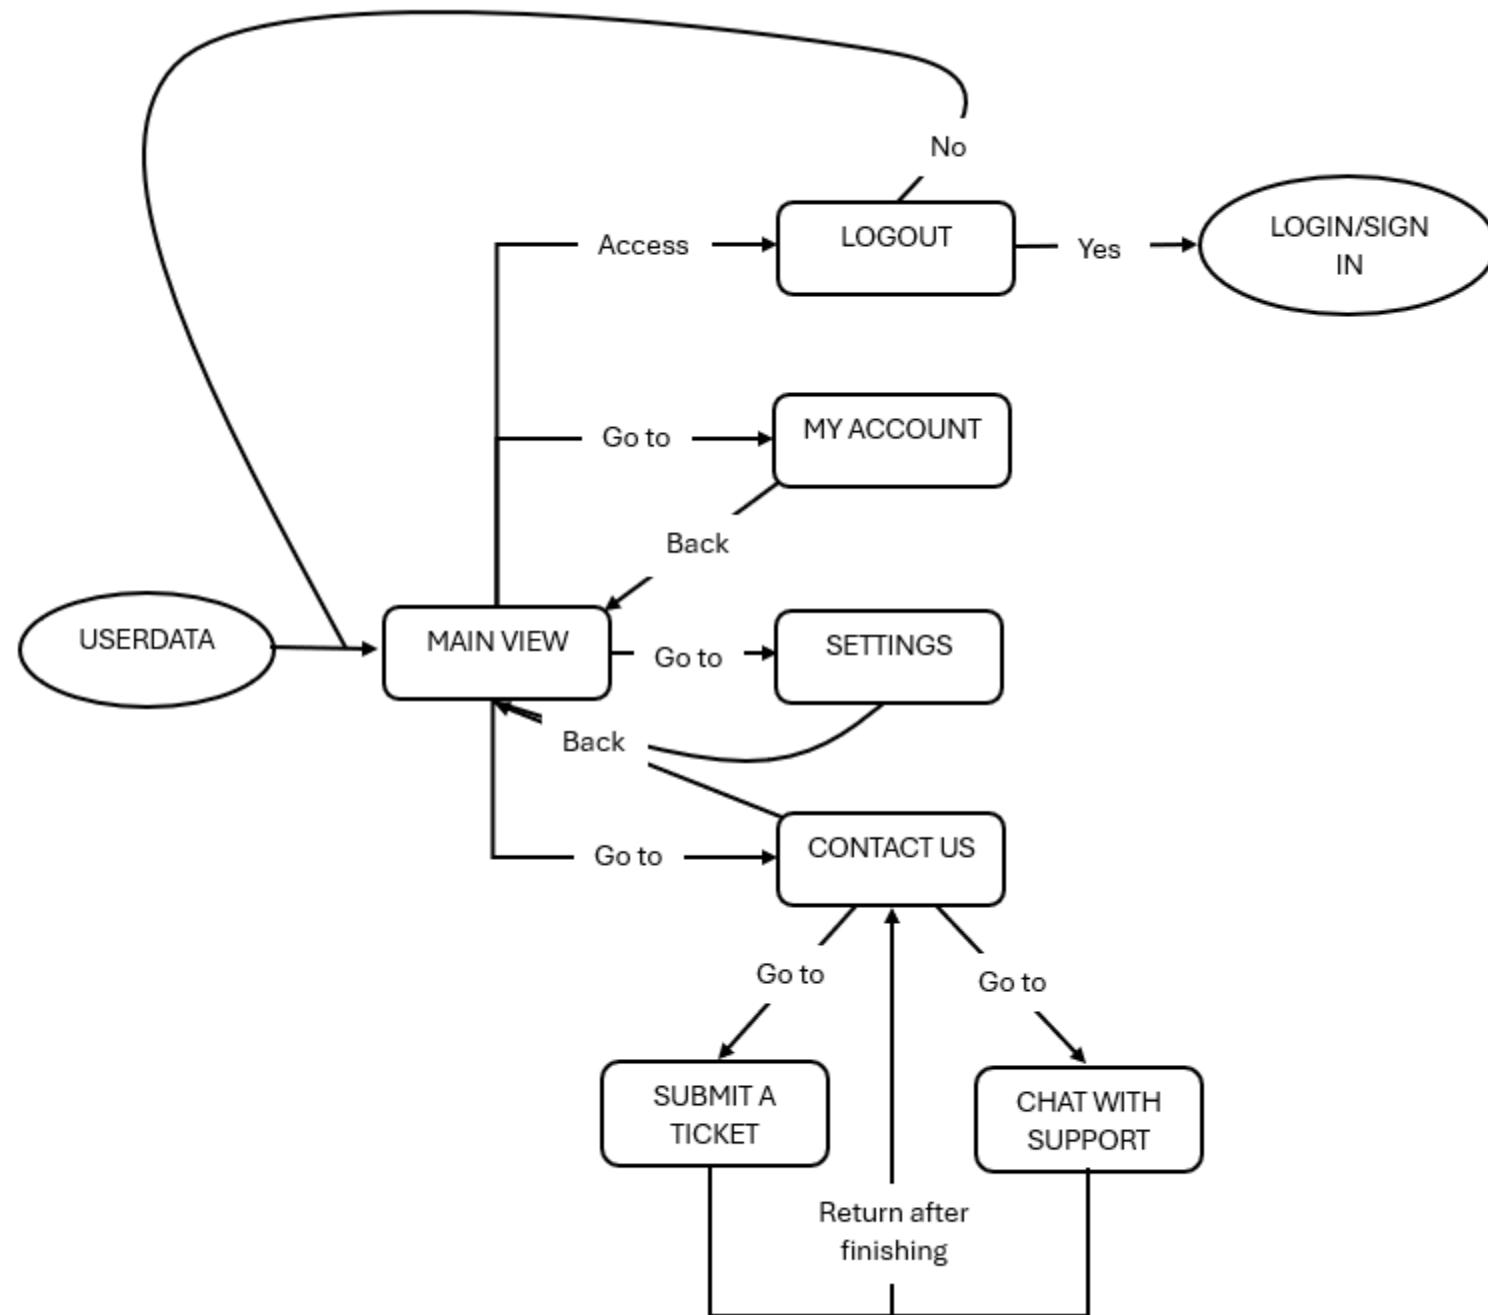 No
LOGOUT
Access
Yes
LOGIN/SIGN
IN
Go to
MY ACCOUNT
Back
USERDATA
MAIN VIEW
Go to
SETTINGS
Back
Go to
CONTACT US
Go to
Go to
SUBMIT A
TICKET
CHAT WITH
SUPPORT
Return after
finishing